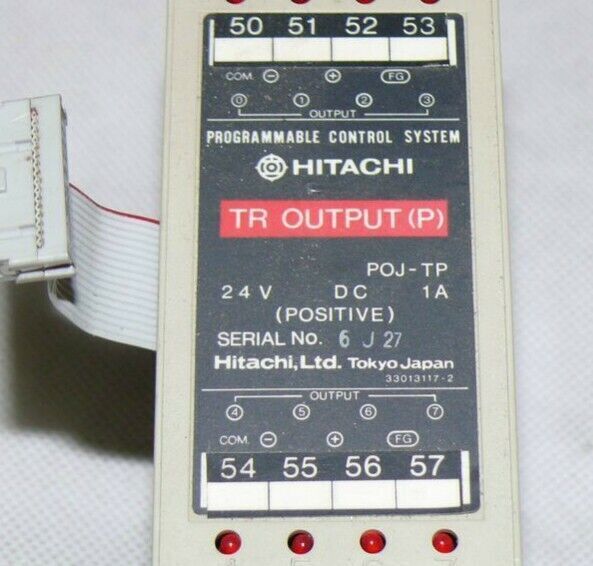 50 51 52 53
COM. ⊖ ⊕ FG
0 1 2 3
OUTPUT
PROGRAMMABLE CONTROL SYSTEM
HITACHI
TR OUTPUT (P)
POJ-TP
24V DC 1A
(POSITIVE)
SERIAL No. 6 J 27
Hitachi, Ltd. Tokyo Japan
33013117-2
OUTPUT
4 5 6 7
COM. ⊖ ⊕ FG
54 55 56 57